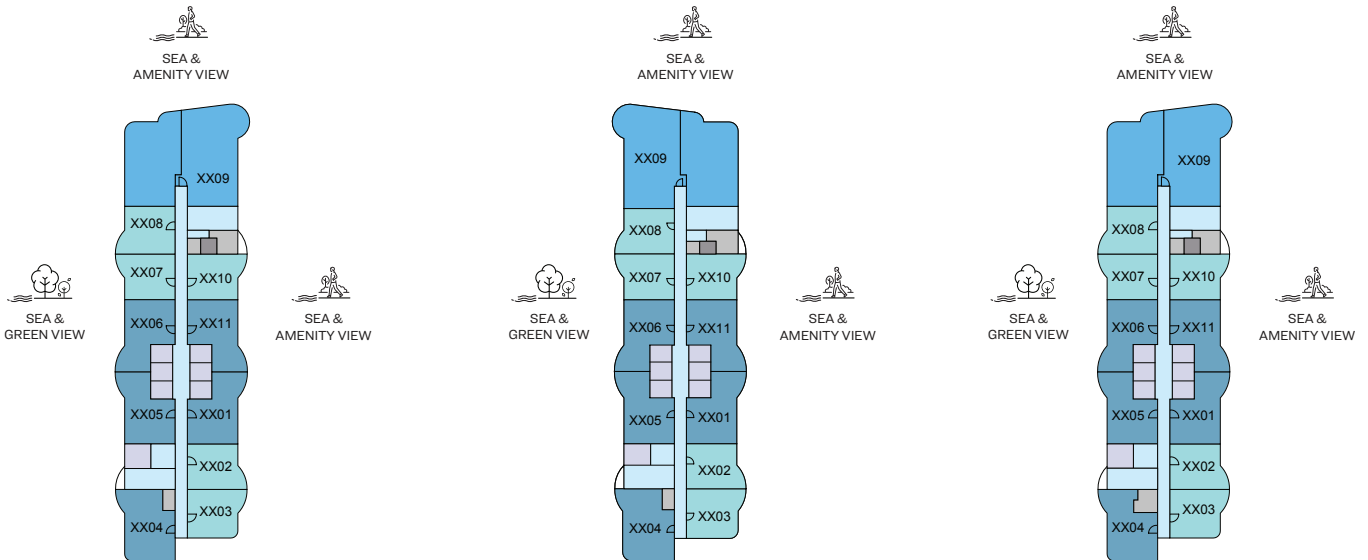 SEA &
AMENITY VIEW
XX09
XX08
XX07
XX10
SEA &
GREEN VIEW
SEA &
AMENITY VIEW
XX06
XX11
XX05
XX01
XX02
XX03
XX04
SEA &
AMENITY VIEW
XX09
XX08
XX07
XX10
SEA &
GREEN VIEW
SEA &
AMENITY VIEW
XX06
XX11
XX05
XX01
XX02
XX03
XX04
SEA &
AMENITY VIEW
XX09
XX08
XX07
XX10
SEA &
GREEN VIEW
SEA &
AMENITY VIEW
XX06
XX11
XX05
XX01
XX02
XX03
XX04